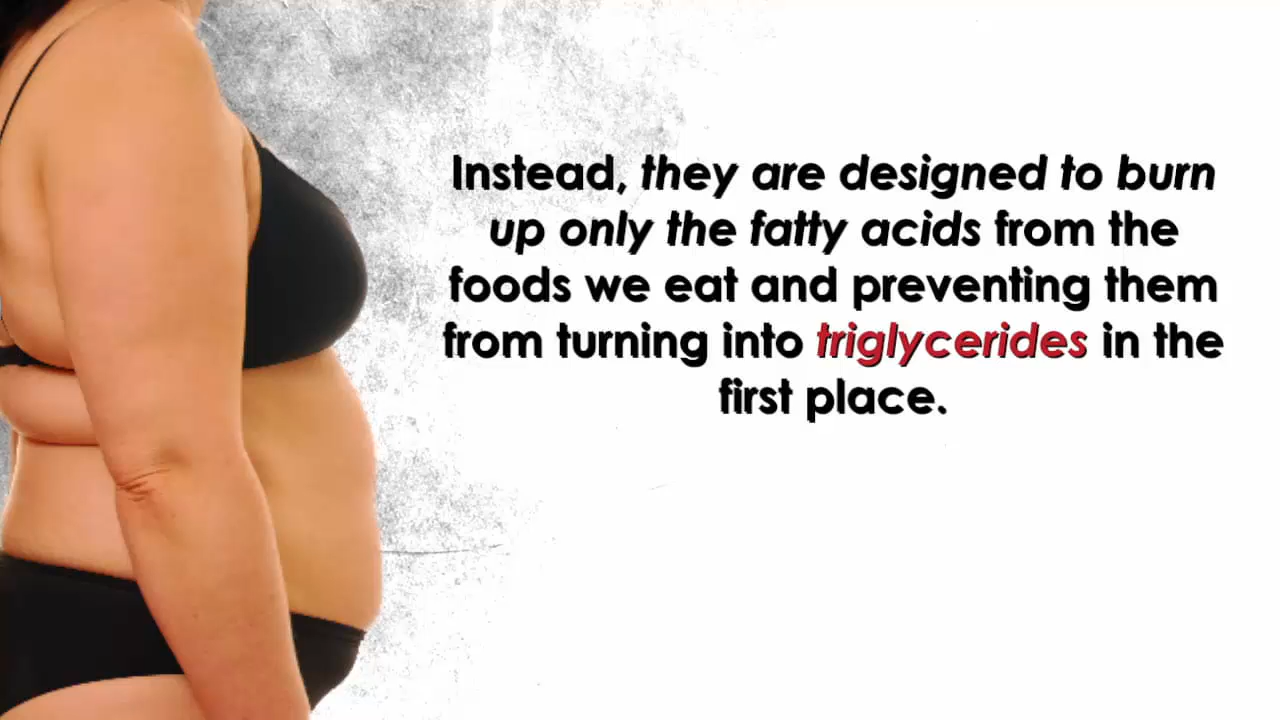 Instead, they are designed to burn
up only the fatty acids from the
foods we eat and preventing them
from turning into triglycerides in the
first place.